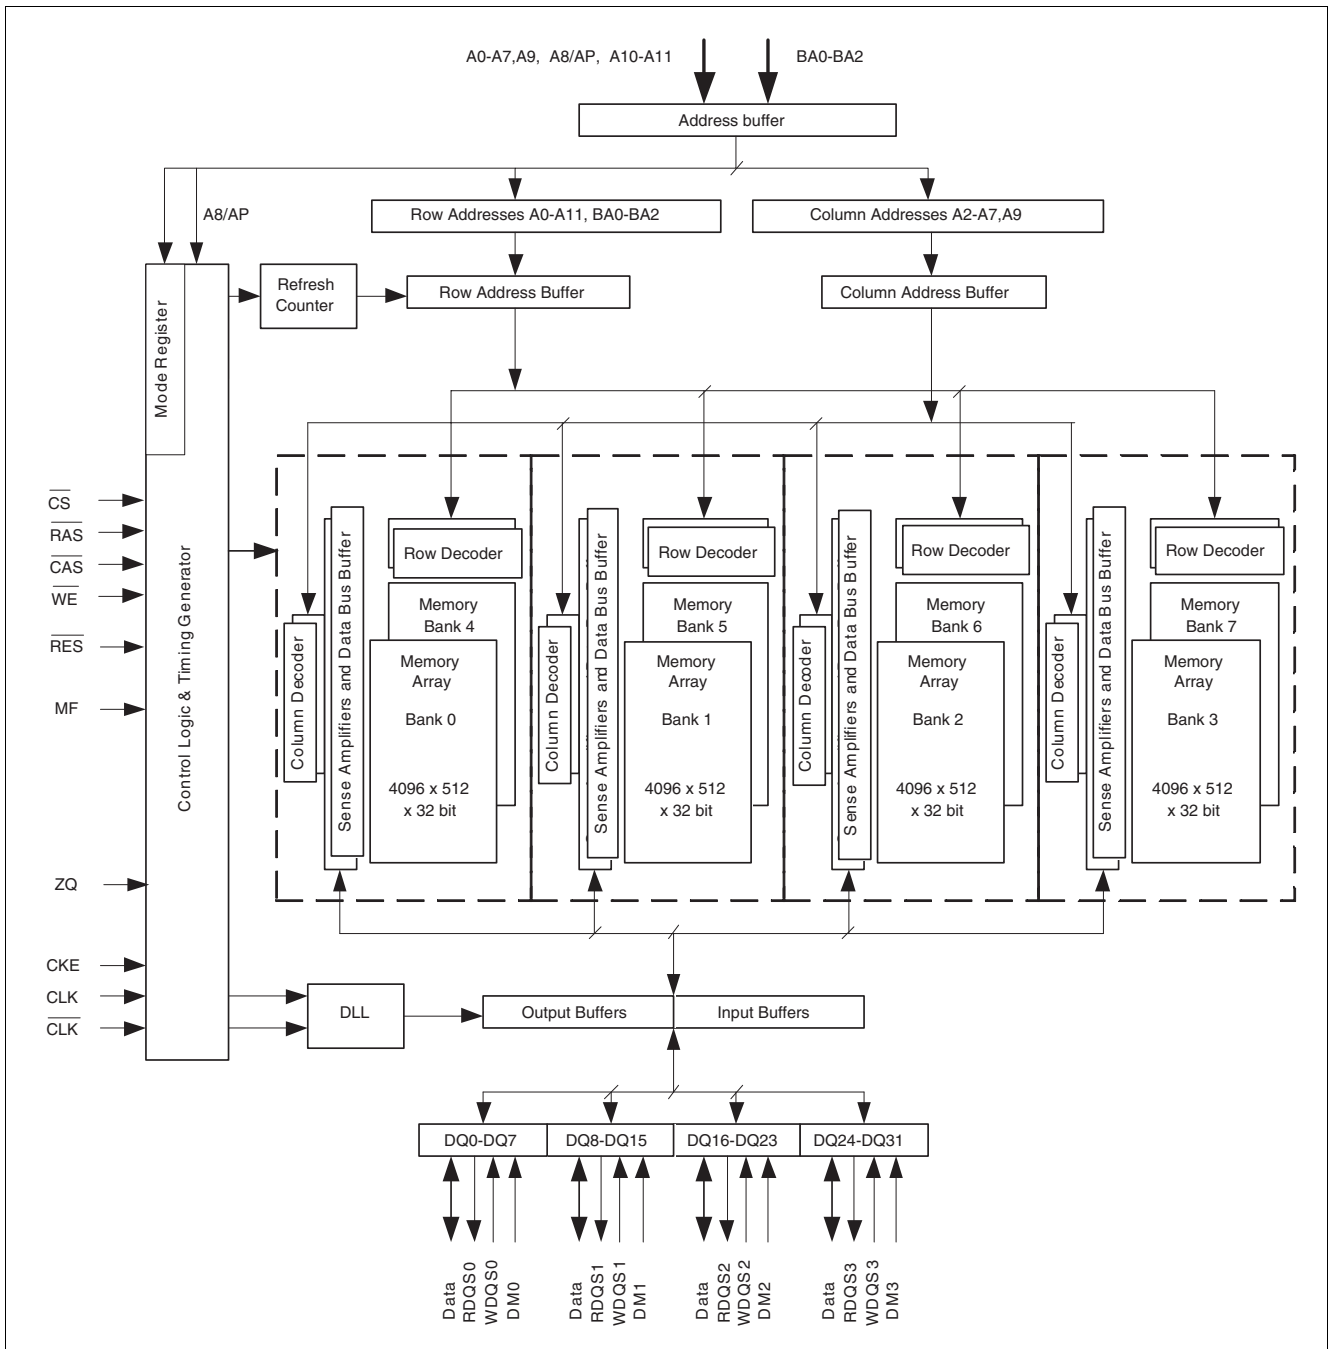 A0-A7,A9, A8/AP, A10-A11
BA0-BA2
Address buffer
A8/AP
Row Addresses A0-A11, BA0-BA2
Column Addresses A2-A7,A9
Refresh
Counter
Row Address Buffer
Column Address Buffer
Mode Register
Control Logic & Timing Generator
CS
RAS
CAS
WE
RES
MF
ZQ
CKE
CLK
CLK
Column Decoder
Sense Amplifiers and Data Bus Buffer
Row Decoder
Memory
Bank 4
Memory
Array
Bank 0
4096 x 512
x 32 bit
Column Decoder
Sense Amplifiers and Data Bus Buffer
Row Decoder
Memory
Bank 5
Memory
Array
Bank 1
4096 x 512
x 32 bit
Column Decoder
Sense Amplifiers and Data Bus Buffer
Row Decoder
Memory
Bank 6
Memory
Array
Bank 2
4096 x 512
x 32 bit
Column Decoder
Sense Amplifiers and Data Bus Buffer
Row Decoder
Memory
Bank 7
Memory
Array
Bank 3
4096 x 512
x 32 bit
DLL
Output Buffers
Input Buffers
DQ0-DQ7
DQ8-DQ15
DQ16-DQ23
DQ24-DQ31
Data
RDQS0
WDQS0
DM0
Data
RDQS1
WDQS1
DM1
Data
RDQS2
WDQS2
DM2
Data
RDQS3
WDQS3
DM3